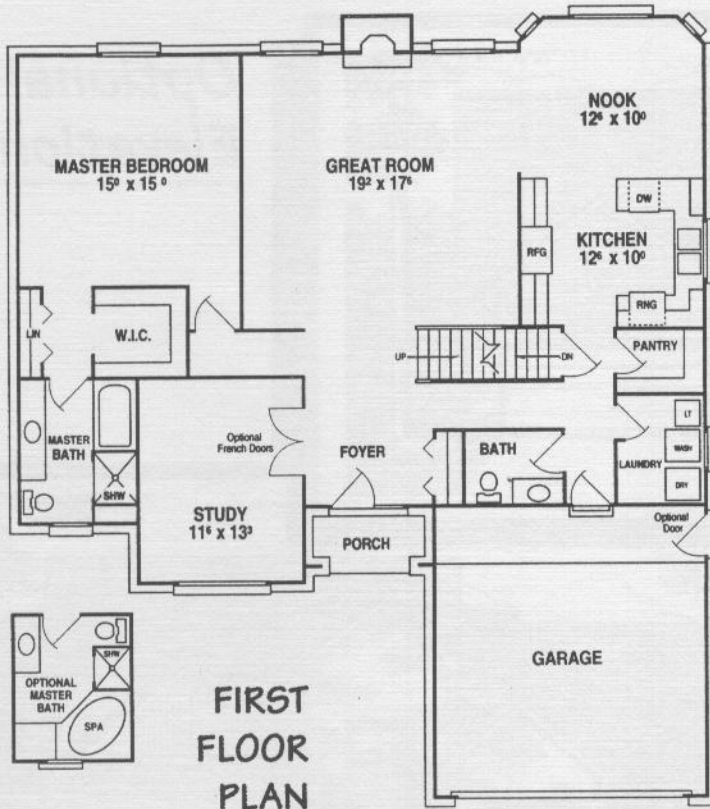 NOOK
12⁶ x 10⁰
MASTER BEDROOM
15⁰ x 15⁰
GREAT ROOM
19² x 17⁶
DW
KITCHEN
12⁶ x 10⁰
RFG
RNG
LIN
W.I.C.
UP
DN
PANTRY
LT
WASH
DRY
LAUNDRY
MASTER
BATH
SHW
Optional
French Doors
FOYER
BATH
STUDY
11⁶ x 13³
PORCH
Optional
Door
GARAGE
SHW
OPTIONAL
MASTER
BATH
SPA
FIRST
FLOOR
PLAN